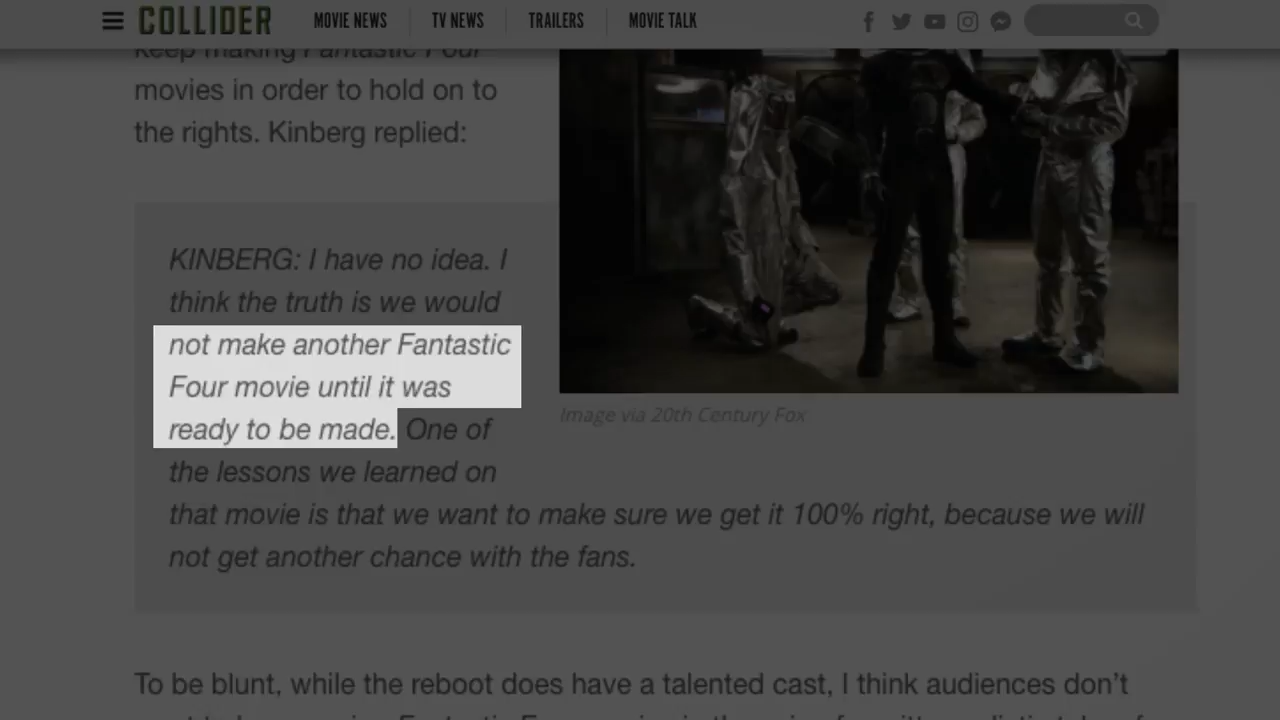 COLLIDER MOVIE NEWS TV NEWS TRAILERS MOVIE TALK
keep making Fantastic Four
movies in order to hold on to
the rights. Kinberg replied:
KINBERG: I have no idea. I
think the truth is we would
not make another Fantastic
Four movie until it was
ready to be made. One of
the lessons we learned on
that movie is that we want to make sure we get it 100% right, because we will
not get another chance with the fans.
Image via 20th Century Fox
To be blunt, while the reboot does have a talented cast, I think audiences don't